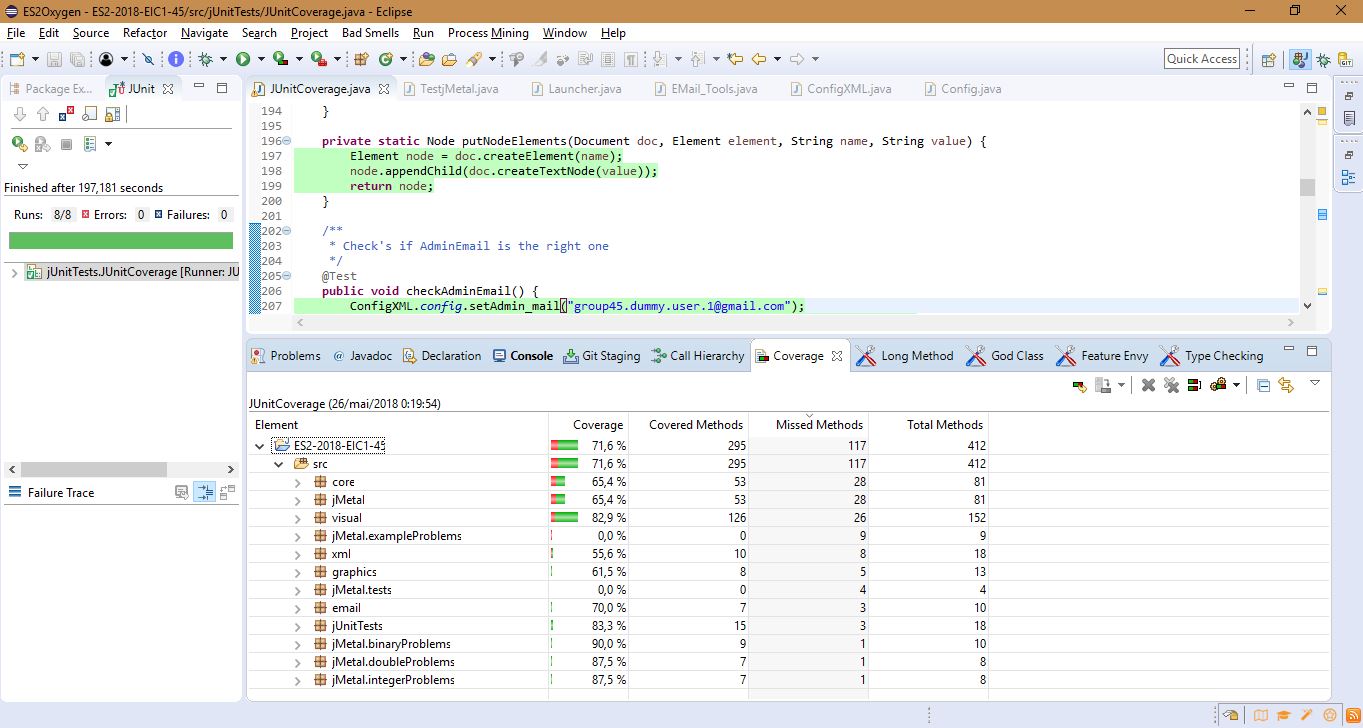 ES2Oxygen - ES2-2018-EIC1-45/src/jUnitTests/JUnitCoverage.java - Eclipse
File Edit Source Refactor Navigate Search Project Bad Smells Run Process Mining Window Help
Quick Access
Package Ex... JUnit
Finished after 197,181 seconds
Runs: 8/8 Errors: 0 Failures: 0
jUnitTests.JUnitCoverage [Runner: JU
Failure Trace
JUnitCoverage.java TestjMetal.java Launcher.java EMail_Tools.java ConfigXML.java Config.java
194 }
195
196 private static Node putNodeElements(Document doc, Element element, String name, String value) {
197 Element node = doc.createElement(name);
198 node.appendChild(doc.createTextNode(value));
199 return node;
200 }
201
202 /**
203 * Check's if AdminEmail is the right one
204 */
205 @Test
206 public void checkAdminEmail() {
207 ConfigXML.config.setAdmin_mail("group45.dummy.user.1@gmail.com");
Problems @ Javadoc Declaration Console Git Staging Call Hierarchy Coverage Long Method God Class Feature Envy Type Checking
JUnitCoverage (26/mai/2018 0:19:54)
Element Coverage Covered Methods Missed Methods Total Methods
ES2-2018-EIC1-45 71,6 % 295 117 412
src 71,6 % 295 117 412
core 65,4 % 53 28 81
jMetal 65,4 % 53 28 81
visual 82,9 % 126 26 152
jMetal.exampleProblems 0,0 % 0 9 9
xml 55,6 % 10 8 18
graphics 61,5 % 8 5 13
jMetal.tests 0,0 % 0 4 4
email 70,0 % 7 3 10
jUnitTests 83,3 % 15 3 18
jMetal.binaryProblems 90,0 % 9 1 10
jMetal.doubleProblems 87,5 % 7 1 8
jMetal.integerProblems 87,5 % 7 1 8